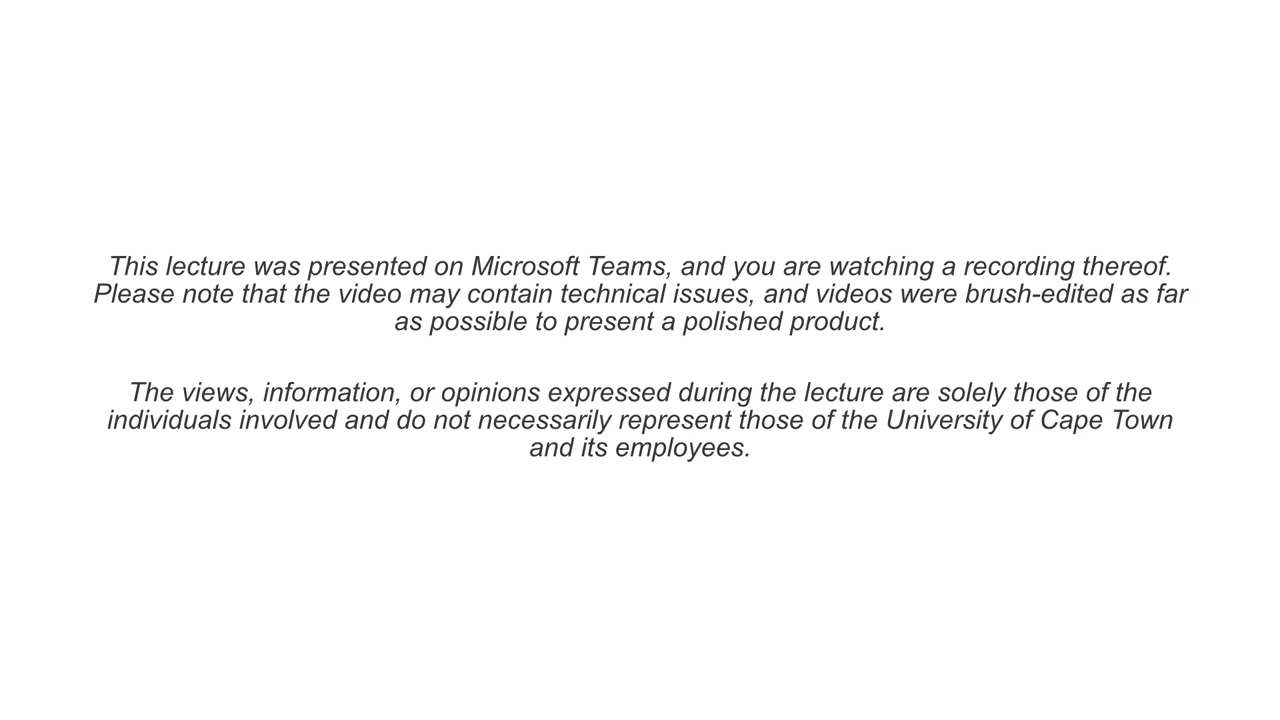 This lecture was presented on Microsoft Teams, and you are watching a recording thereof.
Please note that the video may contain technical issues, and videos were brush-edited as far
as possible to present a polished product.
The views, information, or opinions expressed during the lecture are solely those of the
individuals involved and do not necessarily represent those of the University of Cape Town
and its employees.